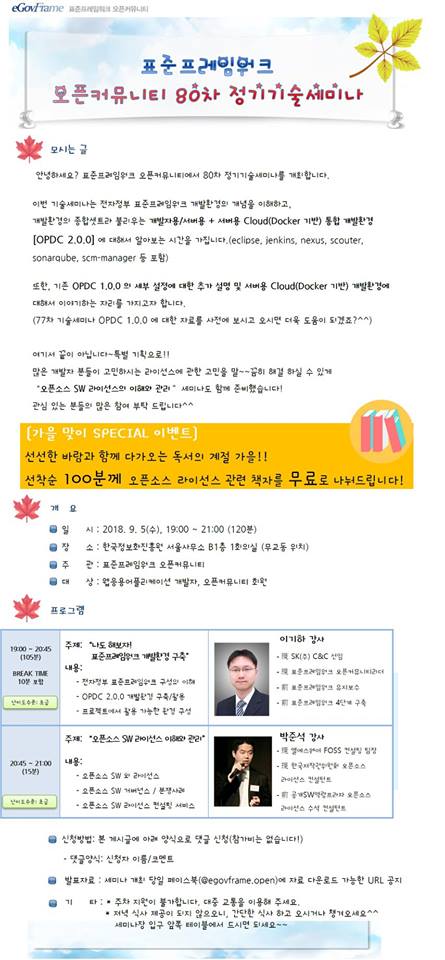 eGovFrame 표준프레임워크 오픈커뮤니티
표준프레임워크
오픈커뮤니티 80차 정기기술세미나
모시는 글
안녕하세요? 표준프레임워크 오픈커뮤니티에서 80차 정기기술세미나를 개최합니다.
이번 기술세미나는 전자정부 표준프레임워크 개발환경의 개념을 이해하고,
개발환경의 종합셋트라 불리우는 개발자용/서버용 + 서버용 Cloud(Docker 기반) 통합 개발환경
[OPDC 2.0.0] 에 대해서 알아보는 시간을 가집니다.(eclipse, jenkins, nexus, scouter,
sonarqube, scm-manager 등 포함)
또한, 기존 OPDC 1.0.0 의 세부 설정에 대한 추가 설명 및 서버용 Cloud(Docker 기반) 개발환경에
대해서 이야기하는 자리를 가지고자 합니다.
(77차 기술세미나 OPDC 1.0.0 에 대한 자료를 사전에 보시고 오시면 더욱 도움이 되겠죠?^^)
여기서 끝이 아닙니다~특별 기획으로!!
많은 개발자 분들이 고민하시는 라이선스에 관한 고민을 말~~끔히 해결 하실 수 있게
"오픈소스 SW 라이선스의 이해와 관리" 세미나도 함께 준비했습니다!
관심 있는 분들의 많은 참여 부탁 드립니다^^
[가을 맞이 SPECIAL 이벤트]
선선한 바람과 함께 다가오는 독서의 계절 가을!!
선착순 100분께 오픈소스 라이선스 관련 책자를 무료로 나눠드립니다!
개 요
일 시 : 2018. 9. 5(수), 19:00 ~ 21:00 (120분)
장 소 : 한국정보화진흥원 서울사무소 B1층 1회의실 (무교동 위치)
주 관 : 표준프레임워크 오픈커뮤니티
대 상 : 웹응용어플리케이션 개발자, 오픈커뮤니티 회원
프로그램
19:00 ~ 20:45
(105분)
BREAK TIME
10분 포함
난이도수준: 초급
주제: "나도 해보자!
표준프레임워크 개발환경 구축"
내용:
- 전자정부 표준프레임워크 구성의 이해
- OPDC 2.0.0 개발환경 구축/활용
- 프로젝트에서 활용 가능한 환경 구성
이기하 강사
- 現 SK(주) C&C 선임
- 現 표준프레임워크 오픈커뮤니티리더
- 前 표준프레임워크 유지보수
- 前 표준프레임워크 4단계 구축
20:45 ~ 21:00
(15분)
난이도수준: 초급
주제: "오픈소스 SW 라이선스 이해와 관리"
내용:
- 오픈소스 SW 와 라이선스
- 오픈소스 SW 거버넌스 / 분쟁사례
- 오픈소스 SW 라이선스 컨설팅 서비스
박준석 강사
- 現 엘에스웨어 FOSS 컨설팅 팀장
- 現 한국저작권위원회 오픈소스
라이선스 컨설턴트
- 前 공개SW역량프라자 오픈소스
라이선스 수석 컨설턴트
신청방법: 본 게시글에 아래 양식으로 댓글 신청(참가비는 없습니다!)
- 댓글양식: 신청자 이름/코멘트
발표자료 : 세미나 개최 당일 페이스북(@egovframe.open)에 자료 다운로드 가능한 URL 공지
기 타 : * 주차 지원이 불가합니다, 대중 교통을 이용해 주세요.
* 저녁 식사 제공이 되지 않으오니, 간단한 식사 하고 오시거나 챙겨오세요^^
세미나장 입구 앞쪽 테이블에서 드시면 되세요~~